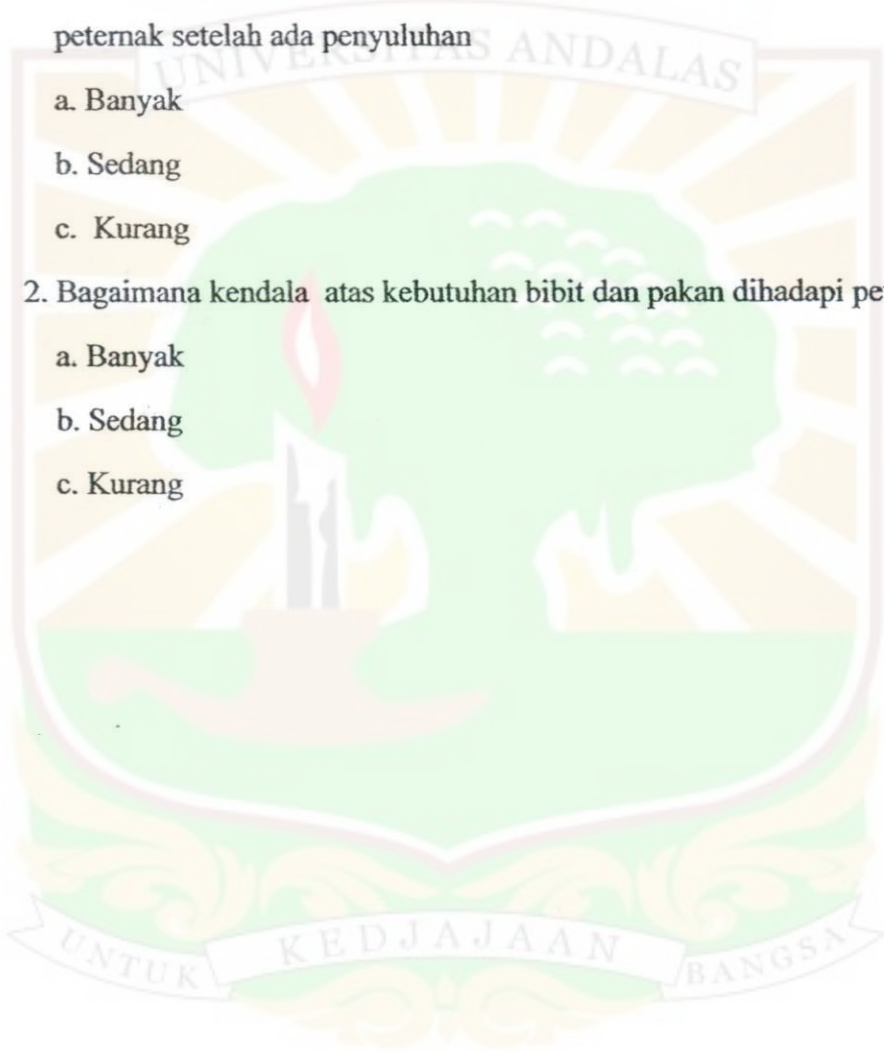 peternak setelah ada penyuluhan
UNIVERSITAS ANDALAS
a. Banyak
b. Sedang
c. Kurang
2. Bagaimana kendala atas kebutuhan bibit dan pakan dihadapi pe
a. Banyak
b. Sedang
c. Kurang
UNTUK KEDJAJAAN BANGSA